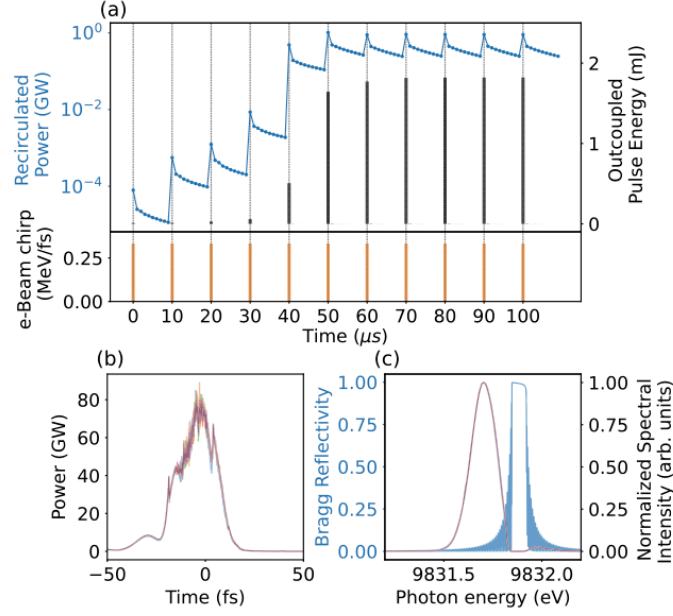 (a)
10⁰
10⁻²
10⁻⁴
Recirculated
Power (GW)
2
1
0
Outcoupled
Pulse Energy (mJ)
0.25
0.00
e-Beam chirp
(MeV/fs)
0 10 20 30 40 50 60 70 80 90 100
Time (μs)
(b)
80
60
40
20
0
Power (GW)
−50 0 50
Time (fs)
(c)
1.00
0.75
0.50
0.25
0.00
Bragg Reflectivity
1.00
0.75
0.50
0.25
0.00
Normalized Spectral
Intensity (arb. units)
9831.5 9832.0
Photon energy (eV)